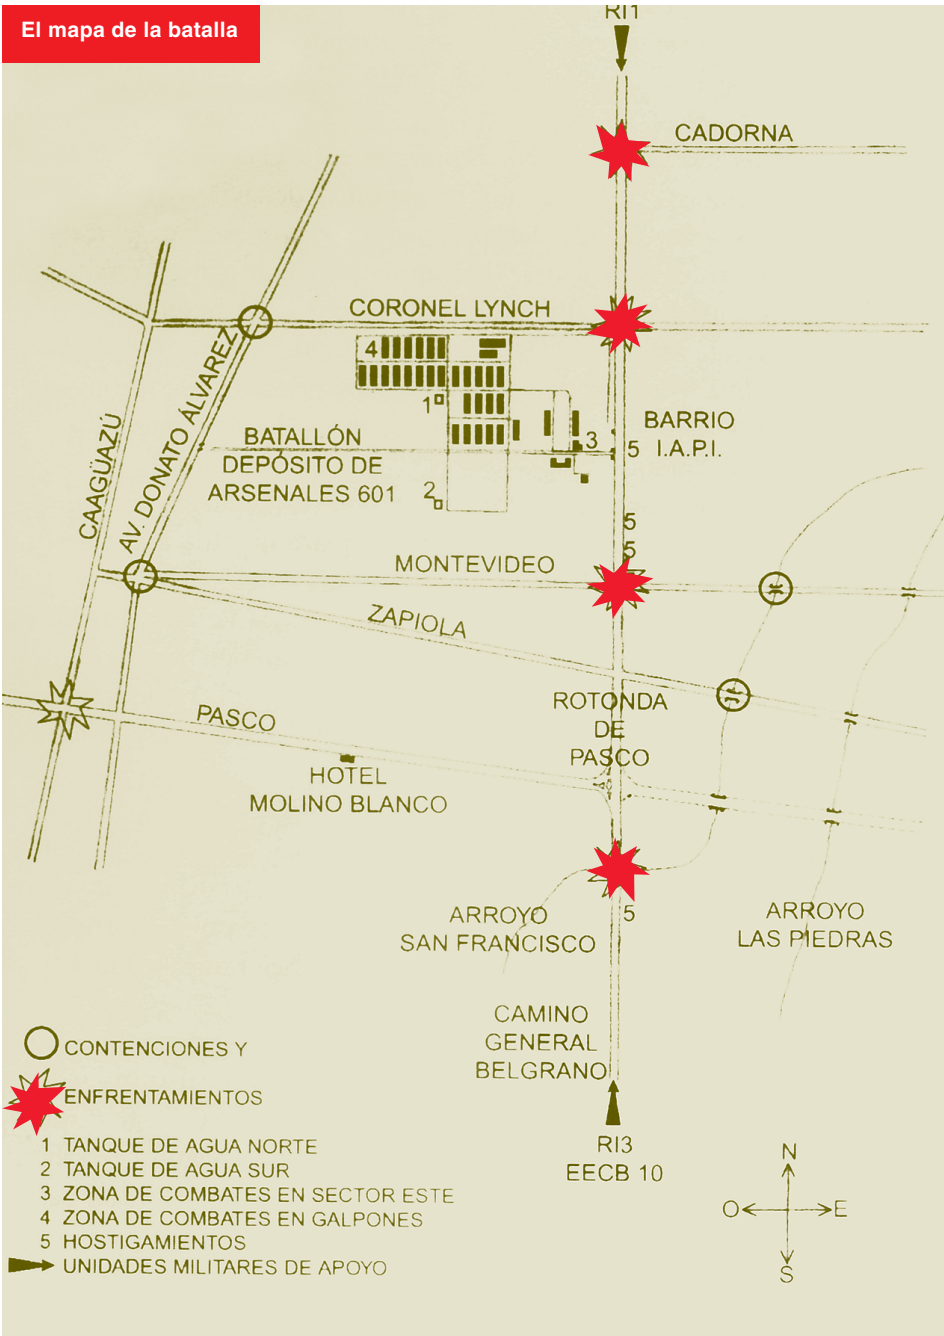 El mapa de la batalla
RI1
CADORNA
CORONEL LYNCH
4
1
CAAGÜAZÚ
AV. DONATO ÁLVAREZ
BATALLÓN
DEPÓSITO DE
ARSENALES 601
3
BARRIO
I.A.P.I.
5
2
5
5
MONTEVIDEO
ZAPIOLA
ROTONDA
DE
PASCO
PASCO
HOTEL
MOLINO BLANCO
5
ARROYO
SAN FRANCISCO
ARROYO
LAS PIEDRAS
CAMINO
GENERAL
BELGRANO
RI3
EECB 10
CONTENCIONES Y
ENFRENTAMIENTOS
1 TANQUE DE AGUA NORTE
2 TANQUE DE AGUA SUR
3 ZONA DE COMBATES EN SECTOR ESTE
4 ZONA DE COMBATES EN GALPONES
5 HOSTIGAMIENTOS
UNIDADES MILITARES DE APOYO
N
O
E
S